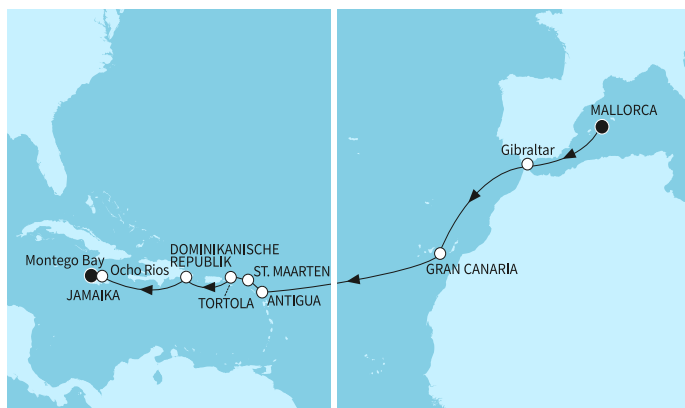 MALLORCA
Gibraltar
GRAN CANARIA
DOMINIKANISCHE
REPUBLIK
ST. MAARTEN
Montego Bay
Ocho Rios
JAMAIKA
TORTOLA
ANTIGUA